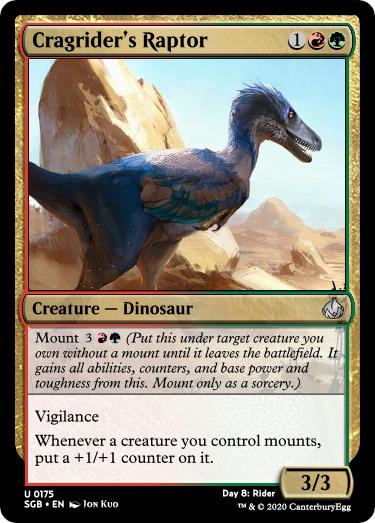 Cragrider's Raptor 1
Creature — Dinosaur
Mount 3 (Put this under target creature you
own without a mount until it leaves the battlefield. It
gains all abilities, counters, and base power and
toughness from this. Mount only as a sorcery.)
Vigilance
Whenever a creature you control mounts,
put a +1/+1 counter on it.
3/3
U 0175
SGB • EN Jon Kuo
Day 8: Rider
™ & © 2020 CanterburyEgg